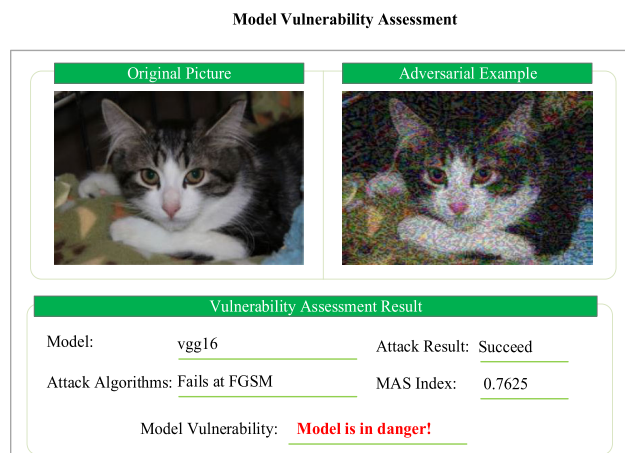 Model Vulnerability Assessment
Original Picture
Adversarial Example
Vulnerability Assessment Result
Model: vgg16
Attack Result: Succeed
Attack Algorithms: Fails at FGSM
MAS Index: 0.7625
Model Vulnerability: Model is in danger!